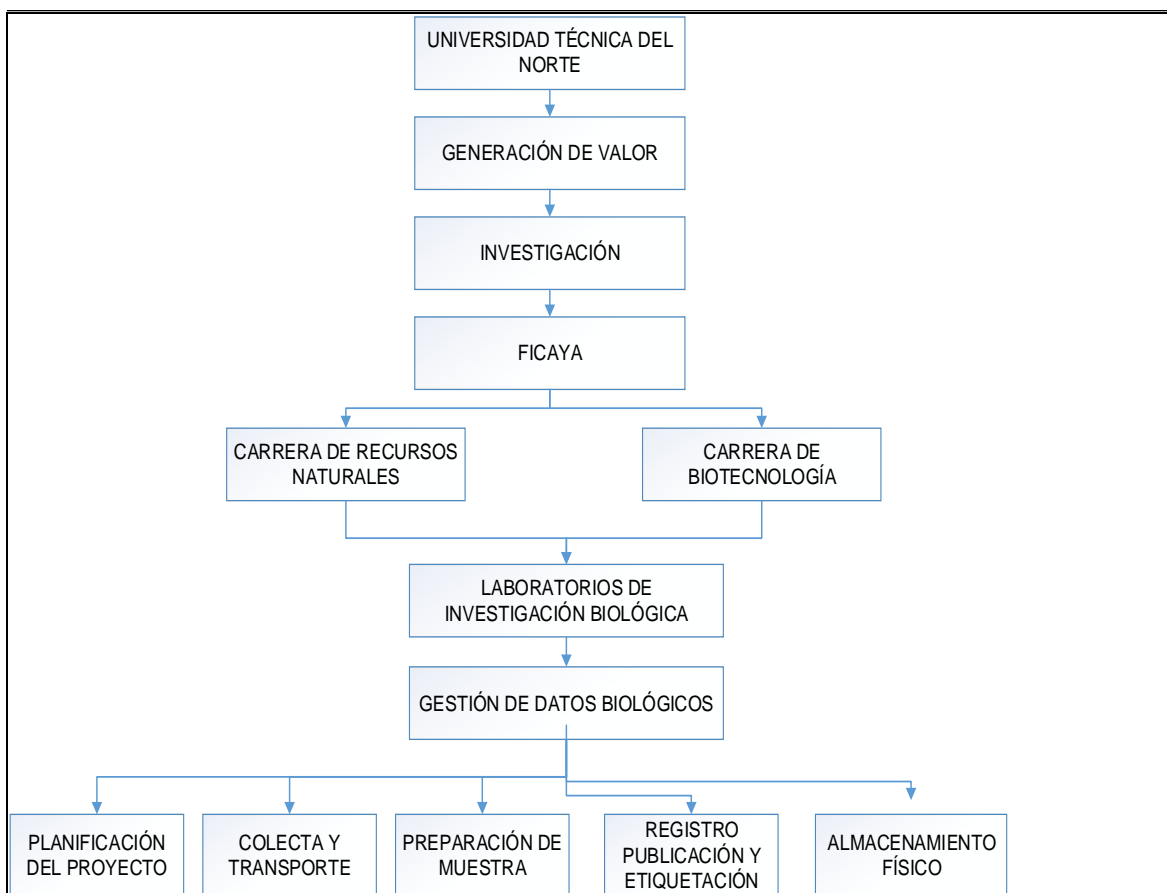 UNIVERSIDAD TÉCNICA DEL
NORTE
GENERACIÓN DE VALOR
INVESTIGACIÓN
FICAYA
CARRERA DE RECURSOS
NATURALES
CARRERA DE
BIOTECNOLOGÍA
LABORATORIOS DE
INVESTIGACIÓN BIOLÓGICA
GESTIÓN DE DATOS BIOLÓGICOS
PLANIFICACIÓN
DEL PROYECTO
COLECTA Y
TRANSPORTE
PREPARACIÓN DE
MUESTRA
REGISTRO
PUBLICACIÓN Y
ETIQUETACIÓN
ALMACENAMIENTO
FÍSICO